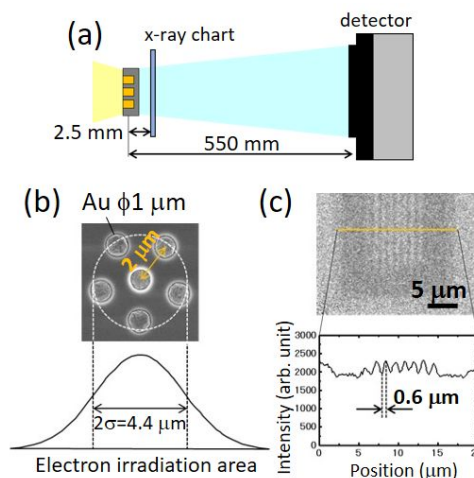 (a)
x-ray chart
detector
2.5 mm
550 mm
(b)
Au ϕ1 μm
2 μm
2σ=4.4 μm
Electron irradiation area
(c)
5 μm
Intensity (arb. unit)
3000
2500
2000
1500
1000
500
0
0.6 μm
0 5 10 15 20
Position (μm)